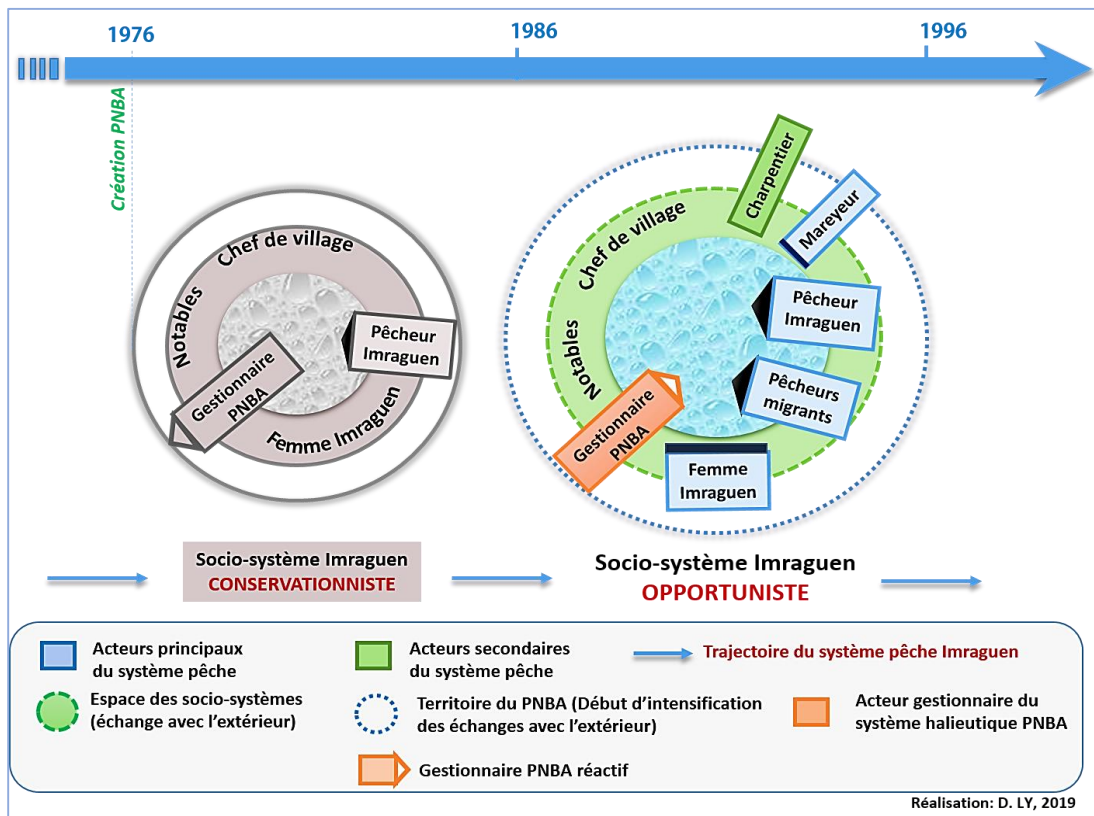 1976
1986
1996
Création PNBA
Notables
Chef de village
Pêcheur
Imraguen
Gestionnaire
PNBA
Femme Imraguen
Charpentier
Mareyeur
Notables
Chef de village
Pêcheur
Imraguen
Pêcheurs
migrants
Gestionnaire
PNBA
Femme
Imraguen
Socio-système Imraguen
CONSERVATIONNISTE
Socio-système Imraguen
OPPORTUNISTE
Acteurs principaux
du système pêche
Acteurs secondaires
du système pêche
Trajectoire du système pêche Imraguen
Espace des socio-systèmes
(échange avec l'extérieur)
Territoire du PNBA (Début d'intensification
des échanges avec l'extérieur)
Acteur gestionnaire du
système halieutique PNBA
Gestionnaire PNBA réactif
Réalisation: D. LY, 2019